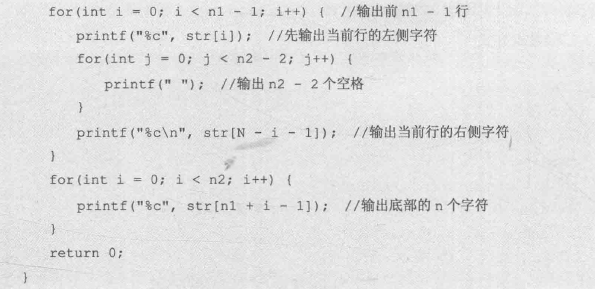 for(int i = 0; i < n1 - 1; i++) {  //输出前 n1 - 1 行
printf("%c", str[i]);  //先输出当前行的左侧字符
for(int j = 0; j < n2 - 2; j++) {
printf(" ");  //输出 n2 - 2 个空格
}
printf("%c\n", str[N - i - 1]);  //输出当前行的右侧字符
}
for(int i = 0; i < n2; i++) {
printf("%c", str[n1 + i - 1]);  //输出底部的 n 个字符
}
return 0;
}